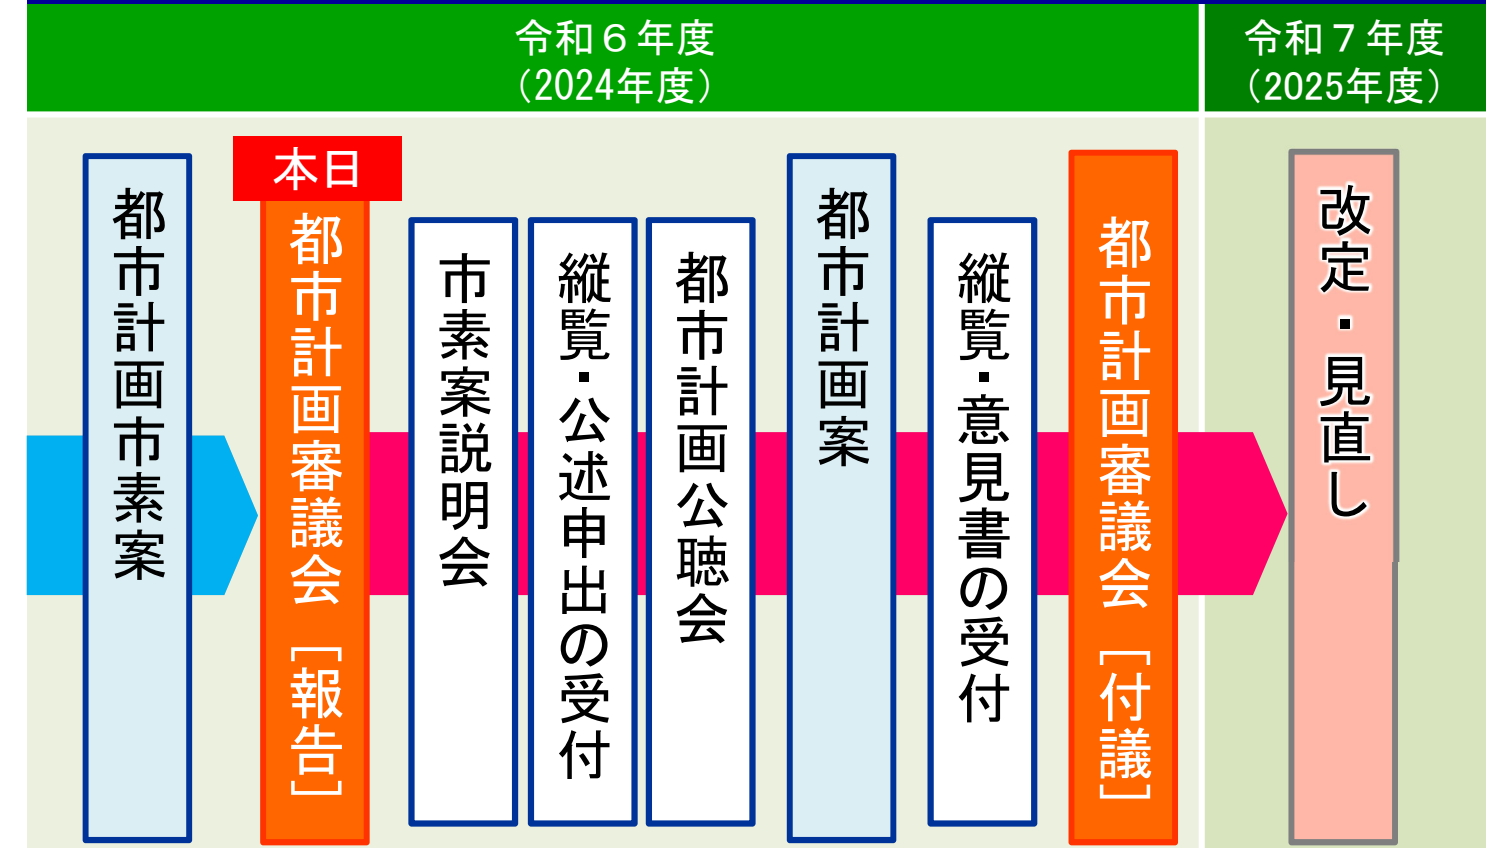 令和６年度
（2024年度）
令和７年度
（2025年度）
都市計画市素案
本日
都市計画審議会［報告］
市素案説明会
縦覧・公述申出の受付
都市計画公聴会
都市計画案
縦覧・意見書の受付
都市計画審議会［付議］
改定・見直し